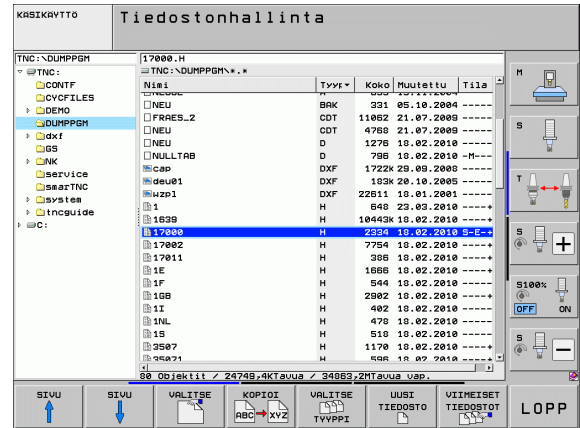 KÄSIKÄYTTÖ
Tiedostonhallinta
TNC:\DUMPPGM
17000.H
TNC:
CONTF
CYCFILES
DEMO
DUMPPGM
dxf
GS
NK
service
smarTNC
system
tncguide
C:
TNC:\DUMPPGM\*.*
Nimi Tyyp Koko Muutettu Tila
NEU BAK 331 05.10.2004 -----
FRAES_2 CDT 11062 21.07.2009 -----
NEU CDT 4768 21.07.2009 -----
NEU D 1276 18.02.2010 -----
NULLTAB D 796 18.02.2010 -M---
cap DXF 1722k 29.09.2008 -----
deu01 DXF 183k 20.10.2005 -----
wzpl DXF 22611 18.01.2001 -----
1 H 648 23.03.2010 ----+
1639 H 10443k 18.02.2010 ----+
17000 H 2334 18.02.2010 S-E-+
17002 H 7754 18.02.2010 ----+
17011 H 386 18.02.2010 ----+
1E H 1666 18.02.2010 ----+
1F H 544 18.02.2010 ----+
1GB H 2902 18.02.2010 ----+
1I H 402 18.02.2010 -----
1NL H 478 18.02.2010 -----
1S H 518 18.02.2010 -----
3507 H 1170 18.02.2010 ----+
35071 H 596 18.02.2010 ----+
80 Objektit / 24749,4KTavua / 34863,2MTavua vap.
M
S
T
S
S100%
OFF ON
S
SIVU
SIVU
VALITSE
KOPIOI
ABC XYZ
VALITSE
TYYPPI
UUSI
TIEDOSTO
VIIMEISET
TIEDOSTOT
LOPP